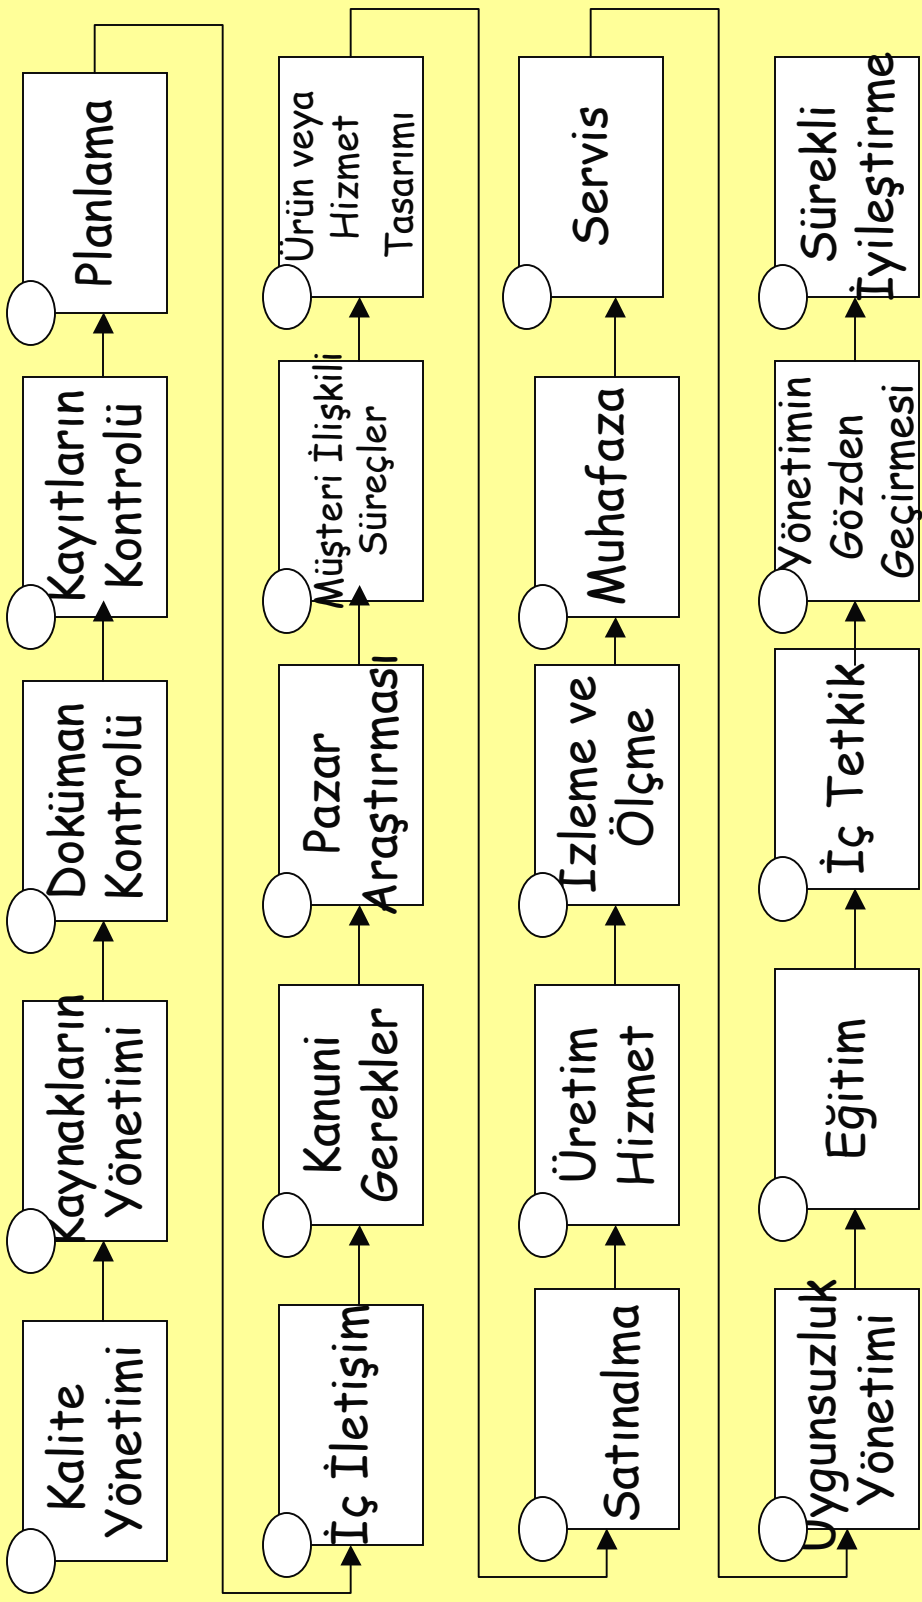 Kalite
Yönetimi
Kaynakların
Yönetimi
Doküman
Kontrolü
Kayıtların
Kontrolü
Planlama
İç İletişim
Kanuni
Gerekler
Pazar
Araştırması
Müşteri İlişkili
Süreçler
Ürün veya
Hizmet
Tasarımı
Satınalma
Üretim
Hizmet
İzleme ve
Ölçme
Muhafaza
Servis
Uygunsuzluk
Yönetimi
Eğitim
İç Tetkik
Yönetimin
Gözden
Geçirmesi
Sürekli
İyileştirme